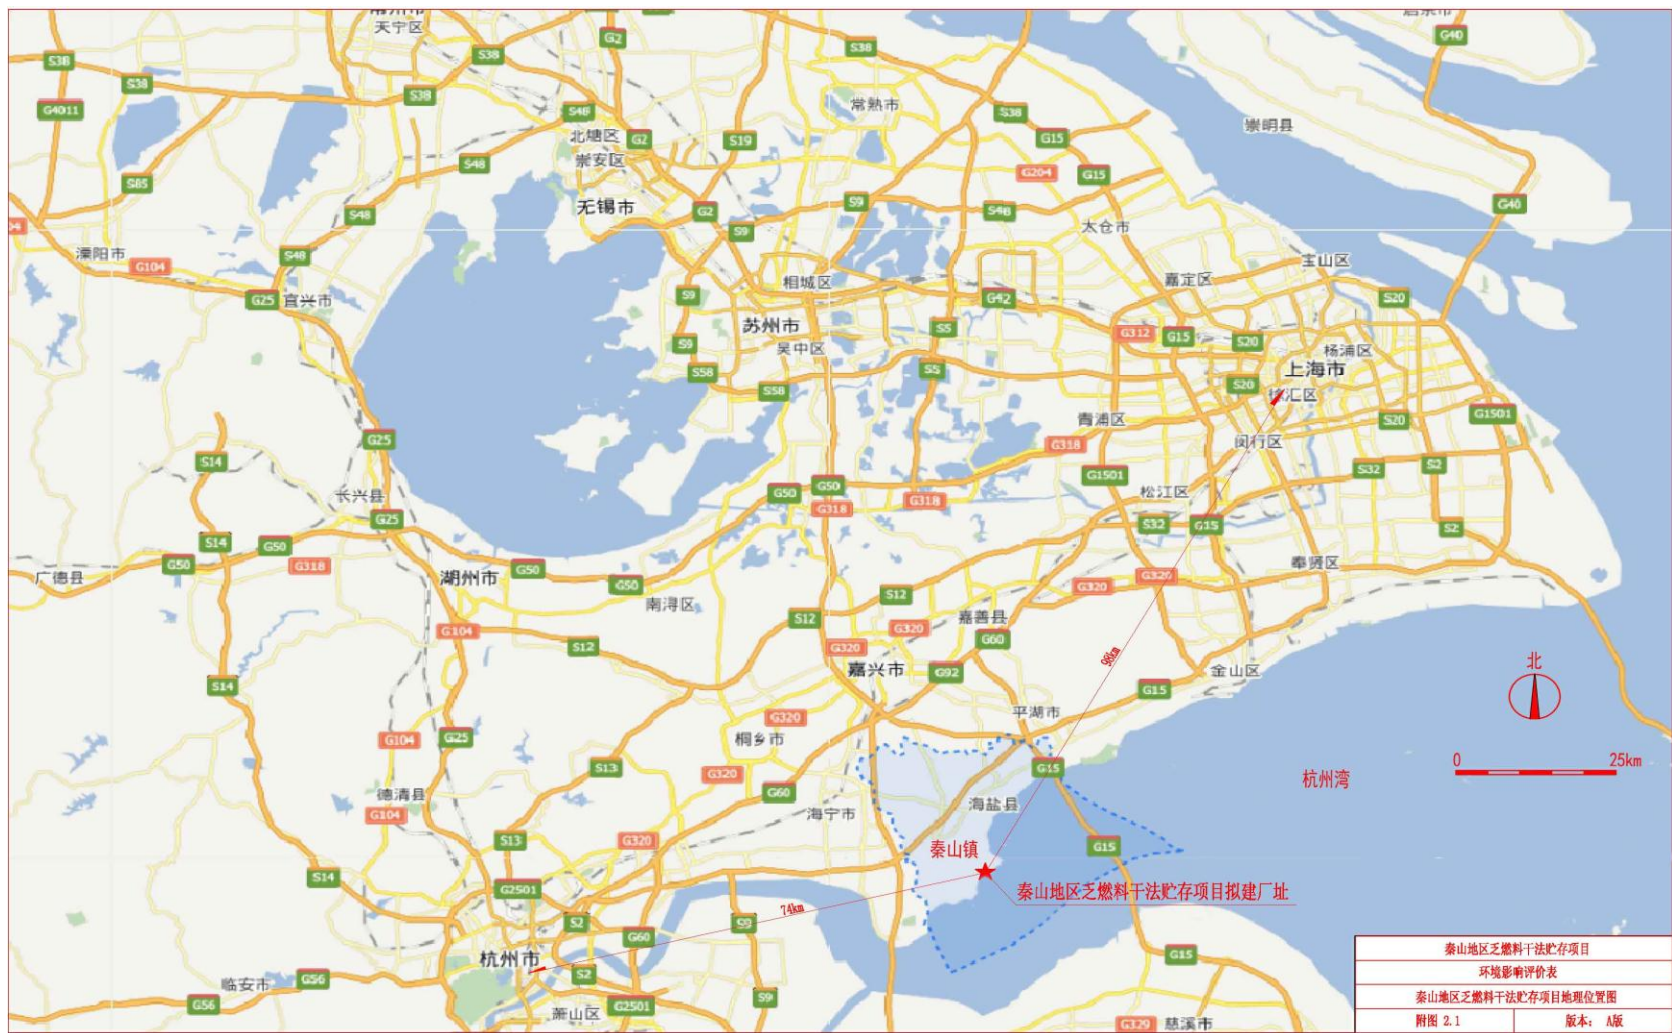 天宁区
G2
S38
G40
S38
S38
S38
S38
G4011
S48
常熟市
S38
崇明县
北塘区
G2
S19
G15
崇安区
S48
G204
G15
S85
S48
无锡市
G2
S9
S48
G40
S9
太仓市
溧阳市
G104
S48
宝山区
相城区
嘉定区
G25
宜兴市
S9
G42
S20
苏州市
S5
G312
G15
S20
S9
吴中区
杨浦区
S58
S5
上海市
S58
S20
徐汇区
青浦区
S20
G1501
G25
G318
闵行区
S14
G1501
S32
S2
长兴县
G50
G50
G318
G318
松江区
G25
S32
G15
S2
S14
G50
G50
G318
广德县
湖州市
G50
G50
南浔区
G320
G320
奉贤区
S12
S12
嘉善县
G104
S12
G320
G320
G60
98km
嘉兴市
G92
金山区
北
S14
G15
G320
平湖市
G104
G25
桐乡市
S13
G320
G15
0
25km
杭州湾
德清县
G60
海盐县
G104
海宁市
S13
G320
G15
秦山镇
S14
G2501
秦山地区乏燃料干法贮存项目拟建厂址
74km
S2
S9
G60
杭州市
G15
临安市
G56
S2
G56
G2501
S9
萧山区
G329
慈溪市
秦山地区乏燃料干法贮存项目
环境影响评价表
秦山地区乏燃料干法贮存项目地理位置图
附图 2.1
版本： A版